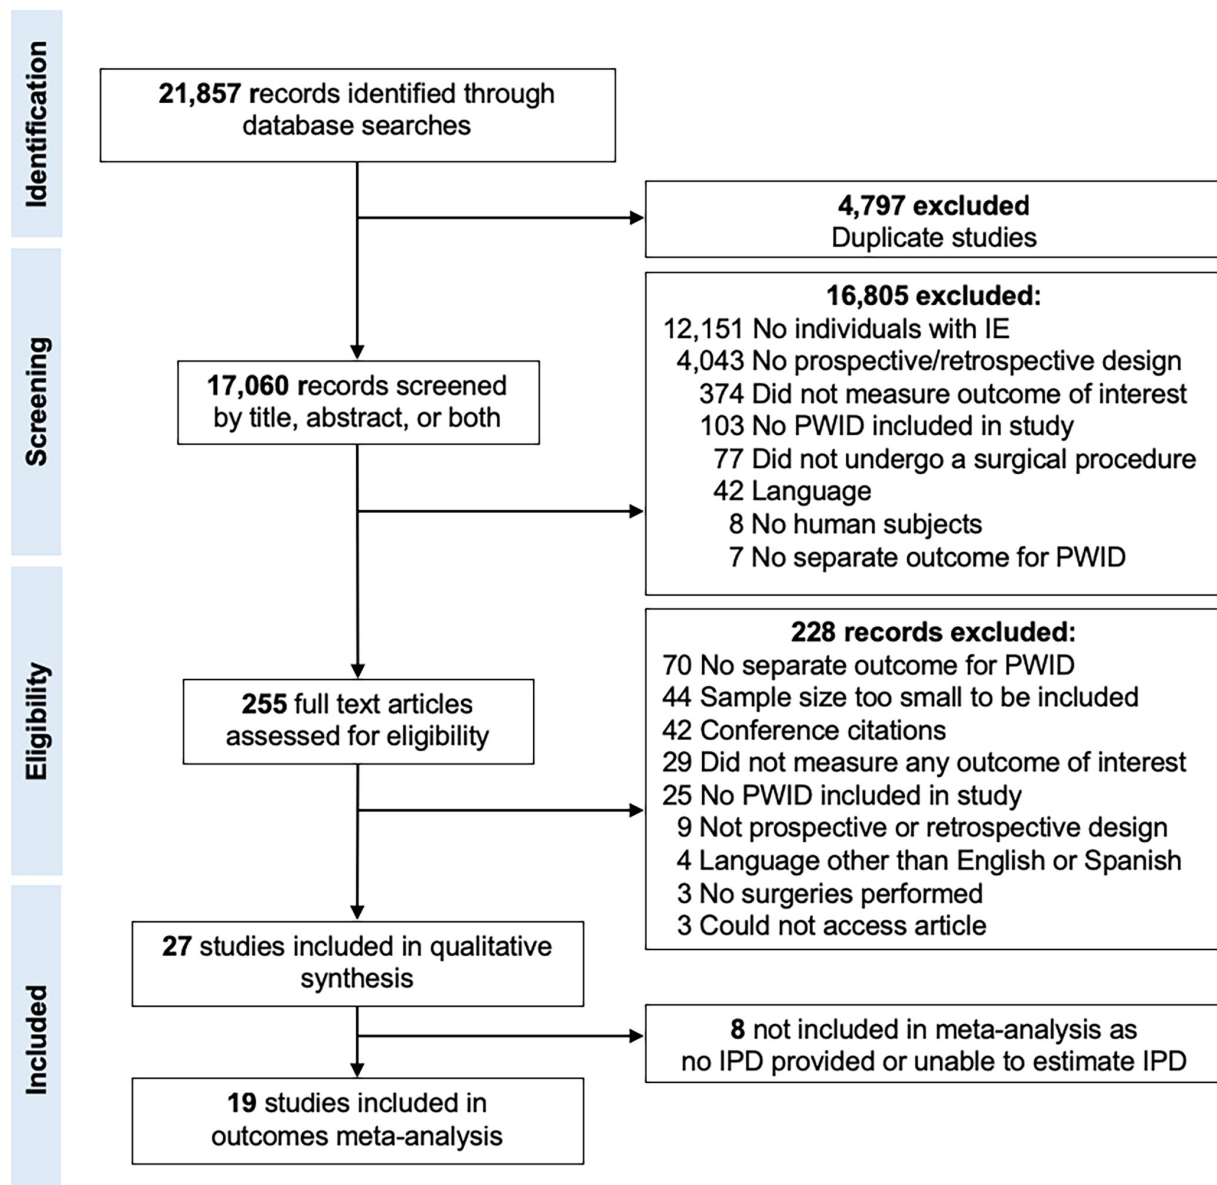 Identification
21,857 records identified through
database searches
4,797 excluded
Duplicate studies
Screening
17,060 records screened
by title, abstract, or both
16,805 excluded:
12,151 No individuals with IE
4,043 No prospective/retrospective design
374 Did not measure outcome of interest
103 No PWID included in study
77 Did not undergo a surgical procedure
42 Language
8 No human subjects
7 No separate outcome for PWID
Eligibility
255 full text articles
assessed for eligibility
228 records excluded:
70 No separate outcome for PWID
44 Sample size too small to be included
42 Conference citations
29 Did not measure any outcome of interest
25 No PWID included in study
9 Not prospective or retrospective design
4 Language other than English or Spanish
3 No surgeries performed
3 Could not access article
Included
27 studies included in qualitative
synthesis
8 not included in meta-analysis as
no IPD provided or unable to estimate IPD
19 studies included in
outcomes meta-analysis